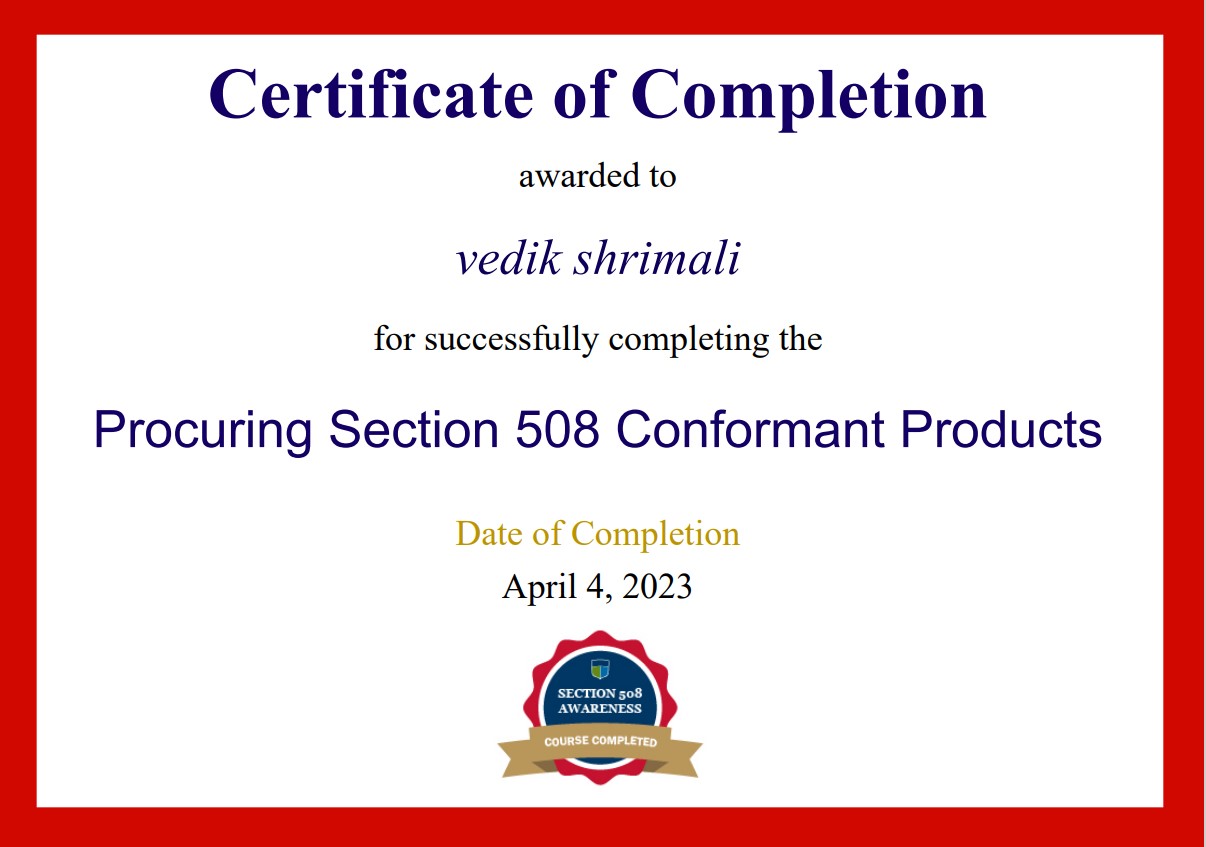 Certificate of Completion
awarded to
vedik shrimali
for successfully completing the
Procuring Section 508 Conformant Products
Date of Completion
April 4, 2023
SECTION 508
AWARENESS
COURSE COMPLETED